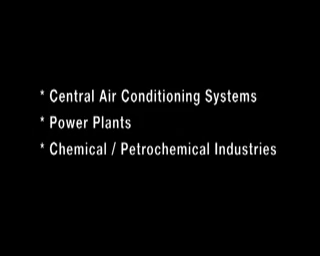 * Central Air Conditioning Systems
* Power Plants
* Chemical / Petrochemical Industries